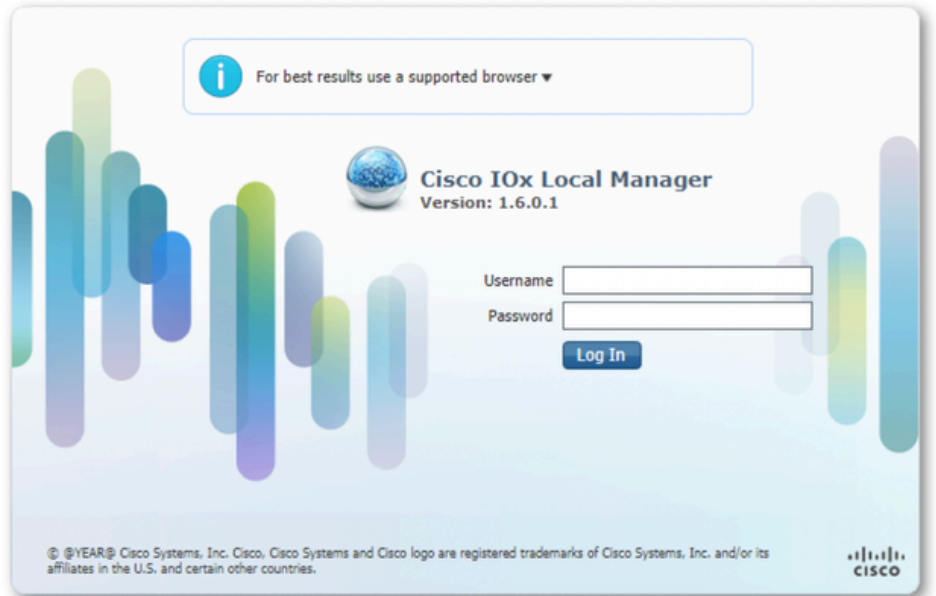 For best results use a supported browser ▾
Cisco IOx Local Manager
Version: 1.6.0.1
Username
Password
Log In
© @YEAR@ Cisco Systems, Inc. Cisco, Cisco Systems and Cisco logo are registered trademarks of Cisco Systems, Inc. and/or its
affiliates in the U.S. and certain other countries.
CISCO